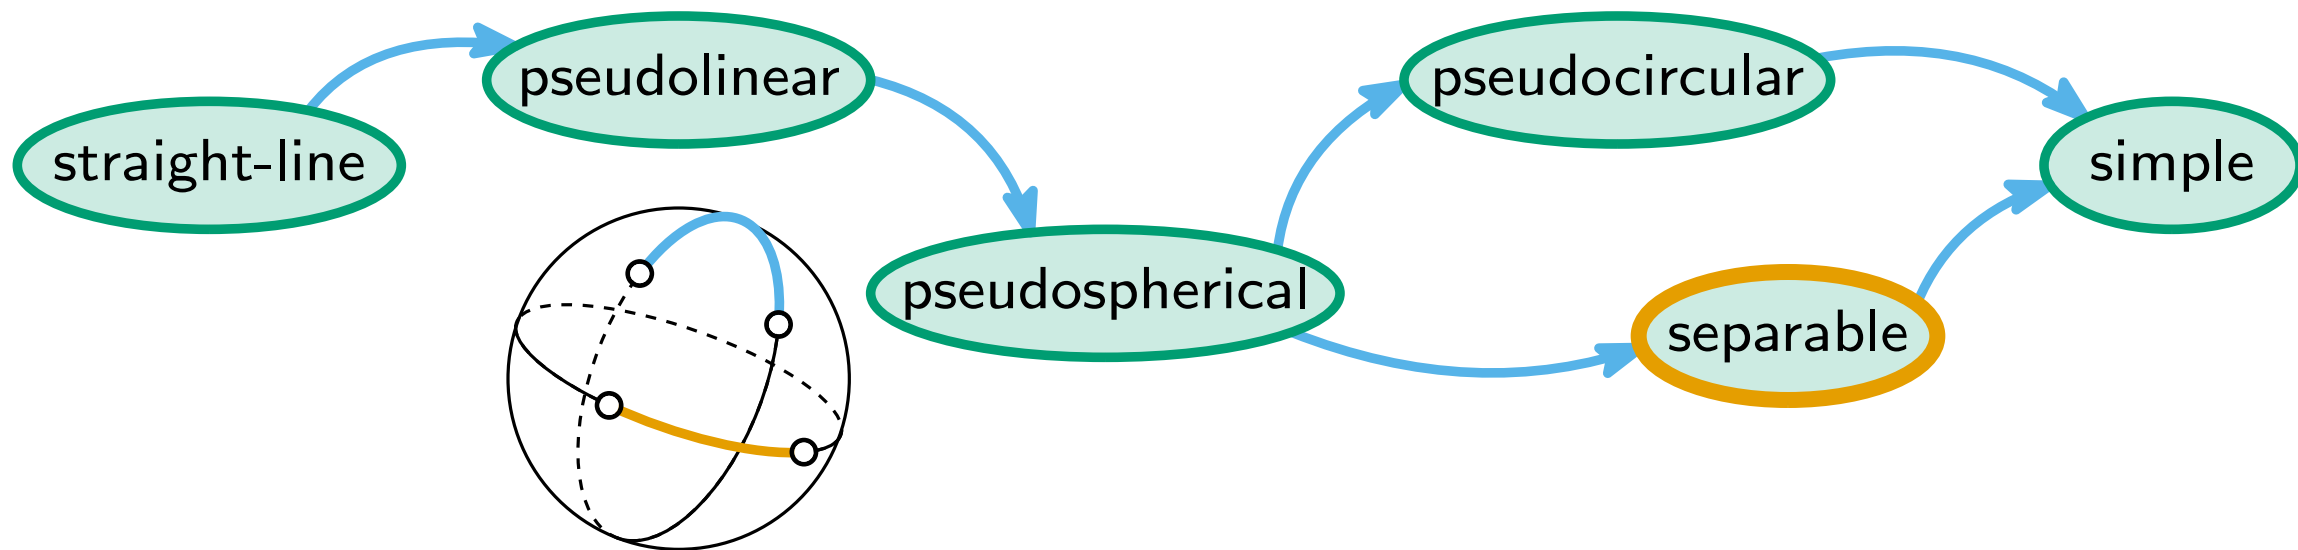 straight-line
pseudolinear
pseudospherical
pseudocircular
separable
simple